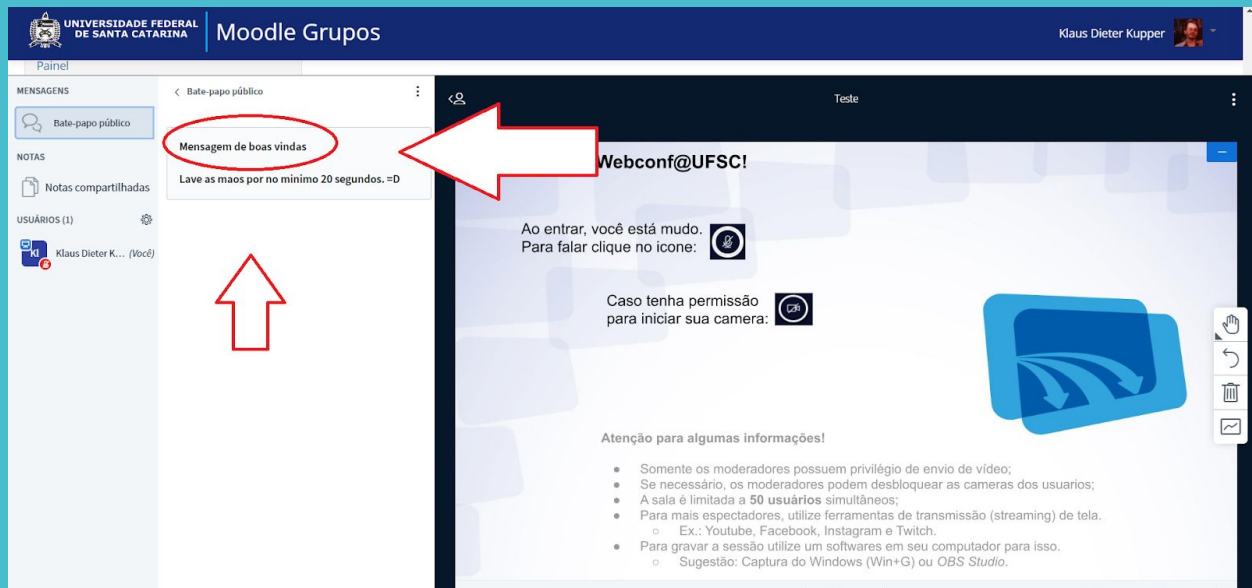 UNIVERSIDADE FEDERAL
DE SANTA CATARINA
Moodle Grupos
Klaus Dieter Kupper
Painel
MENSAGENS
Bate-papo público
NOTAS
Notas compartilhadas
USUÁRIOS (1)
KI
Klaus Dieter K... (Você)
Bate-papo público
Mensagem de boas vindas
Lave as maos por no minimo 20 segundos. =D
Teste
Webconf@UFSC!
Ao entrar, você está mudo.
Para falar clique no icone:
Caso tenha permissão
para iniciar sua camera:
Atenção para algumas informações!
Somente os moderadores possuem privilégio de envio de vídeo;
Se necessário, os moderadores podem desbloquear as cameras dos usuarios;
A sala é limitada a 50 usuários simultâneos;
Para mais espectadores, utilize ferramentas de transmissão (streaming) de tela.
Ex.: Youtube, Facebook, Instagram e Twitch.
Para gravar a sessão utilize um softwares em seu computador para isso.
Sugestão: Captura do Windows (Win+G) ou OBS Studio.